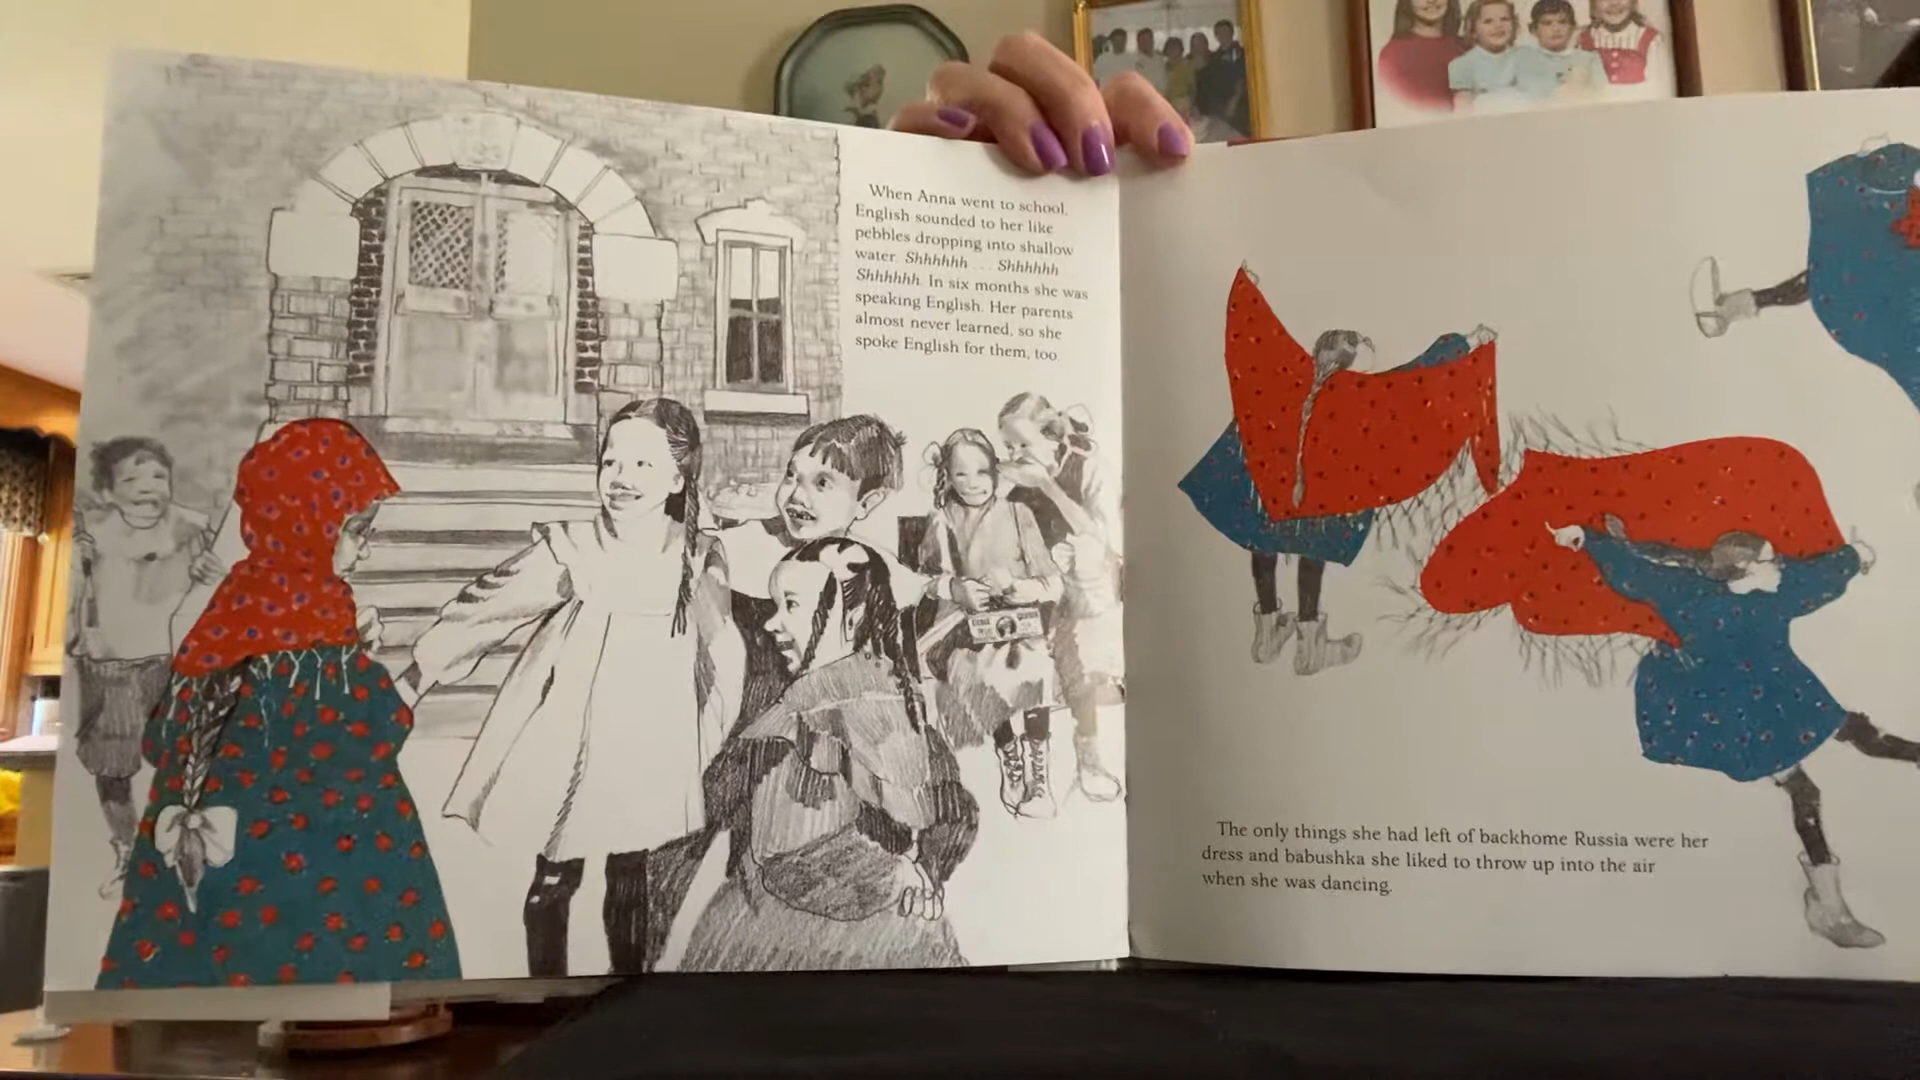 When Anna went to school,
English sounded to her like
pebbles dropping into shallow
water. Shhhhhh . . . Shhhhhh
Shhhhhh. In six months she was
speaking English. Her parents
almost never learned, so she
spoke English for them, too.
The only things she had left of backhome Russia were her
dress and babushka she liked to throw up into the air
when she was dancing.